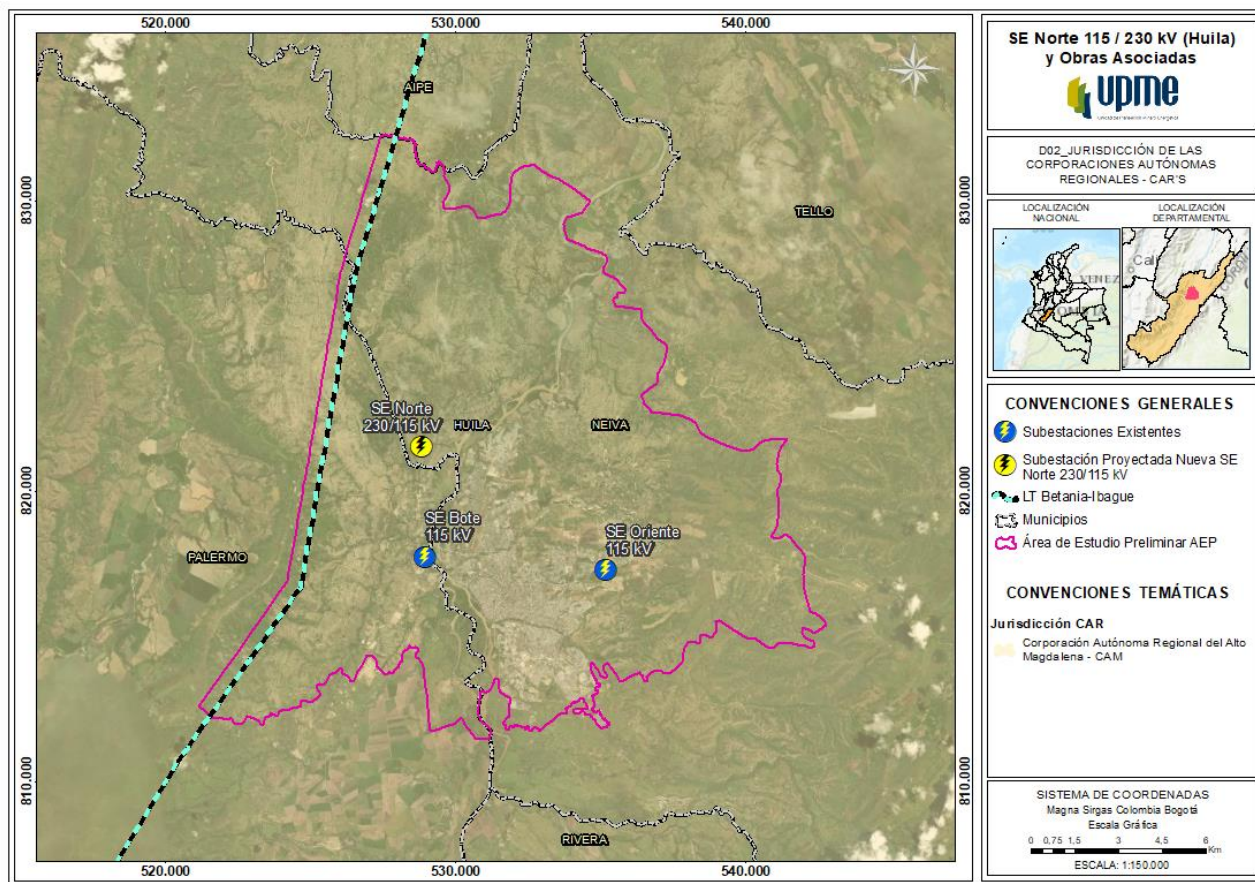 520.000
530.000
540.000
830.000
820.000
810.000
AIPE
TELLO
SE Norte
230/115 kV
HUILA
NEIVA
SE Bote
115 kV
SE Oriente
115 kV
PALERMO
RIVERA
830.000
820.000
810.000
520.000
530.000
540.000
SE Norte 115 / 230 kV (Huila)
y Obras Asociadas
upme
D02_JURISDICCIÓN DE LAS
CORPORACIONES AUTÓNOMAS
REGIONALES - CAR'S
LOCALIZACIÓN
NACIONAL
LOCALIZACIÓN
DEPARTAMENTAL
VENEZ
Cali
CONVENCIONES GENERALES
Subestaciones Existentes
Subestación Proyectada Nueva SE
Norte 230/115 kV
LT Betania-Ibague
Municipios
Área de Estudio Preliminar AEP
CONVENCIONES TEMÁTICAS
Jurisdicción CAR
Corporación Autónoma Regional del Alto
Magdalena - CAM
SISTEMA DE COORDENADAS
Magna Sirgas Colombia Bogotá
Escala Gráfica
0 0,75 1,5 3 4,5 6
Km
ESCALA: 1:150.000